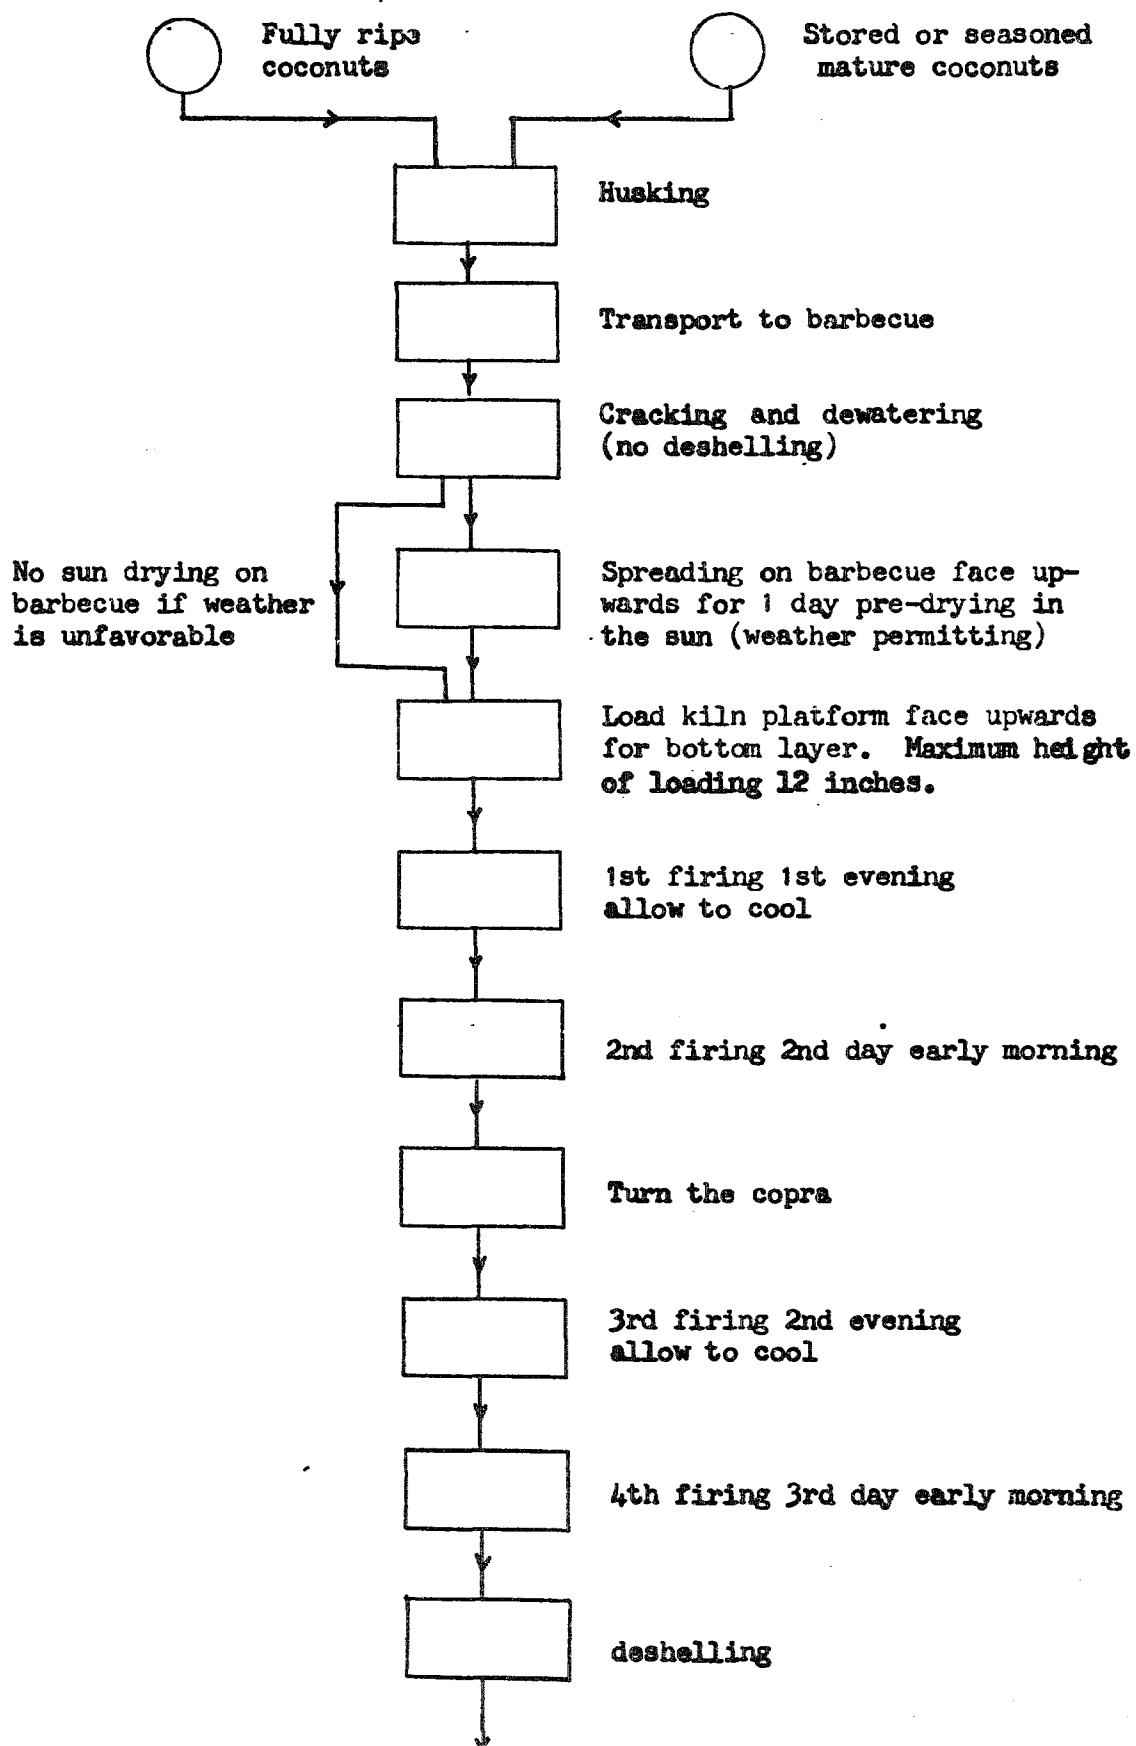 Fully ripe
coconuts
Stored or seasoned
mature coconuts
Husking
Transport to barbecue
Cracking and dewatering
(no deshelling)
No sun drying on
barbecue if weather
is unfavorable
Spreading on barbecue face up-
wards for 1 day pre-drying in
the sun (weather permitting)
Load kiln platform face upwards
for bottom layer. Maximum height
of loading 12 inches.
1st firing 1st evening
allow to cool
2nd firing 2nd day early morning
Turn the copra
3rd firing 2nd evening
allow to cool
4th firing 3rd day early morning
deshelling